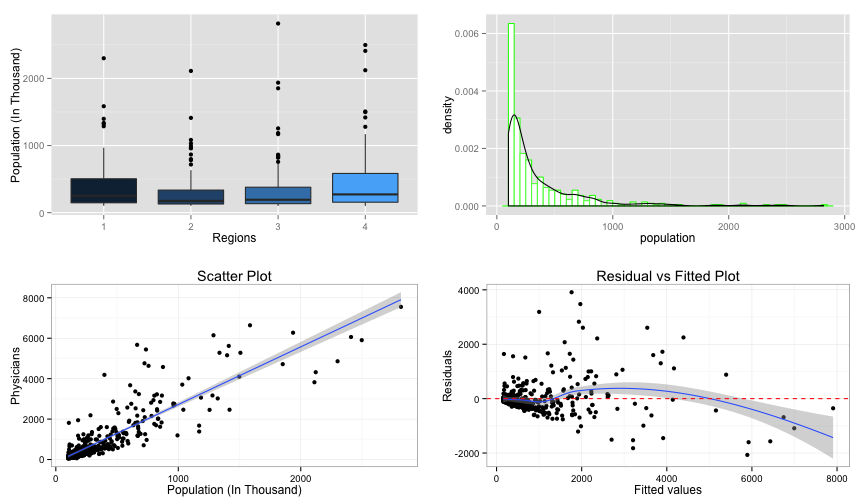 Population (In Thousand)
2000
1000
0
1 2 3 4
Regions
density
0.006
0.004
0.002
0.000
0 1000 2000 3000
population
Scatter Plot
Physicians
8000
6000
4000
2000
0
0 1000 2000
Population (In Thousand)
Residual vs Fitted Plot
Residuals
4000
2000
0
-2000
0 2000 4000 6000 8000
Fitted values